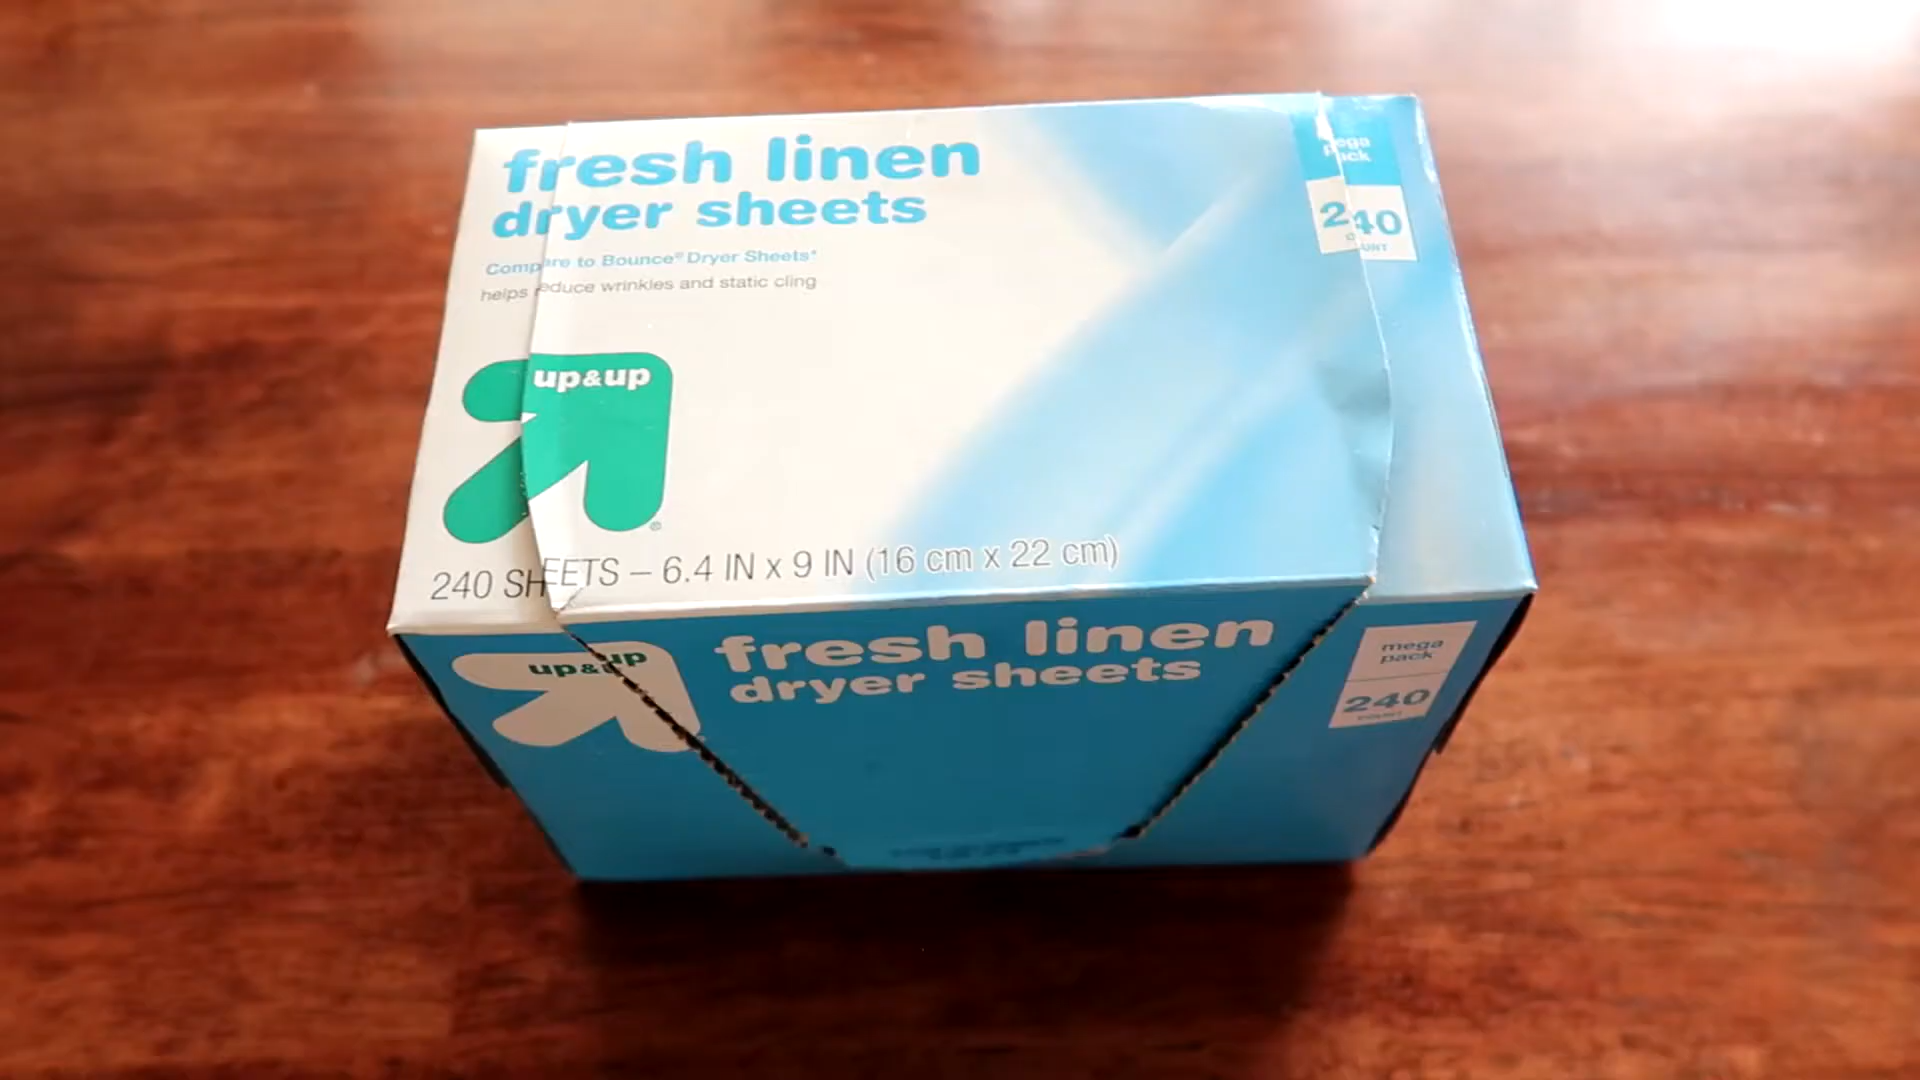 fresh linen
dryer sheets
Compare to Bounce® Dryer Sheets*
helps reduce wrinkles and static cling
mega
pack
240
COUNT
up&up
®
240 SHEETS – 6.4 IN x 9 IN (16 cm x 22 cm)
up&up
fresh linen
dryer sheets
mega
pack
240
COUNT